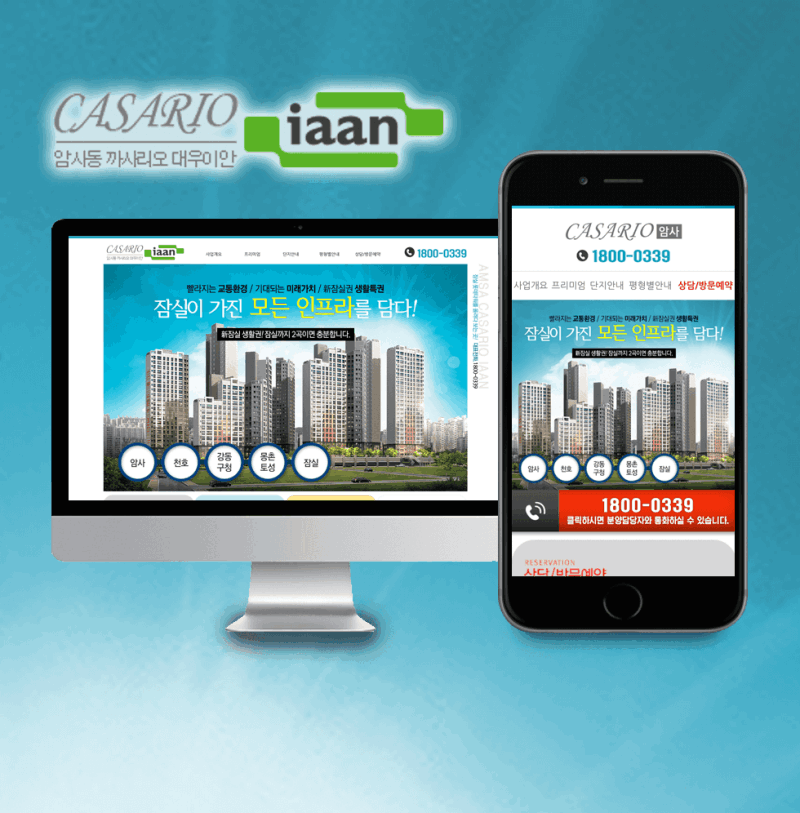 CASARIO
iaan
암사동 까사리오 대우이안
CASARIO
iaan
사업개요 프리미엄 단지안내 평형별안내 상담/방문예약
1800-0339
빨라지는 교통환경 / 기대되는 미래가치 / 新잠실권 생활특권
잠실이 가진 모든 인프라를 담다!
新잠실 생활권! 잠실까지 2곡이면 충분합니다.
암사 천호 강동구청 몽촌토성 잠실
AMSA CASARIO IAAN
1800-0339
CASARIO 암사
1800-0339
사업개요 프리미엄 단지안내 평형별안내 상담/방문예약
빨라지는 교통환경 / 기대되는 미래가치 / 新잠실권 생활특권
잠실이 가진 모든 인프라를 담다!
新잠실 생활권! 잠실까지 2곡이면 충분합니다.
암사 천호 강동구청 몽촌토성 잠실
1800-0339
클릭하시면 분양담당자와 통화하실 수 있습니다.
RESERVATION
상담/방문예약